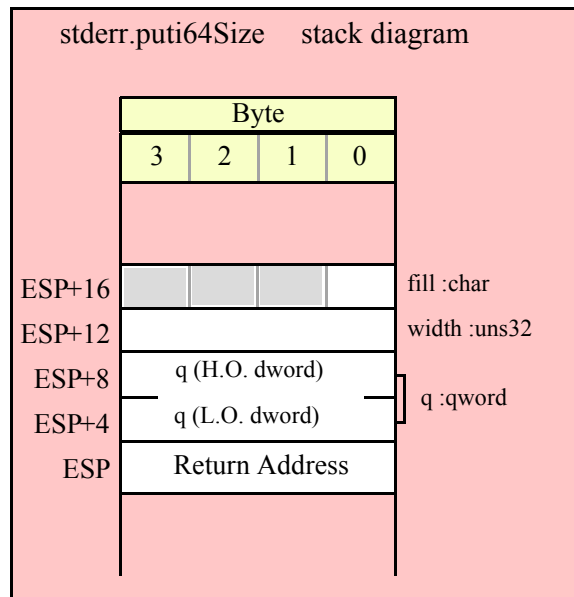 stderr.puti64Size stack diagram
Byte
3 2 1 0
ESP+16 fill :char
ESP+12 width :uns32
ESP+8 q (H.O. dword)
q :qword
ESP+4 q (L.O. dword)
ESP Return Address